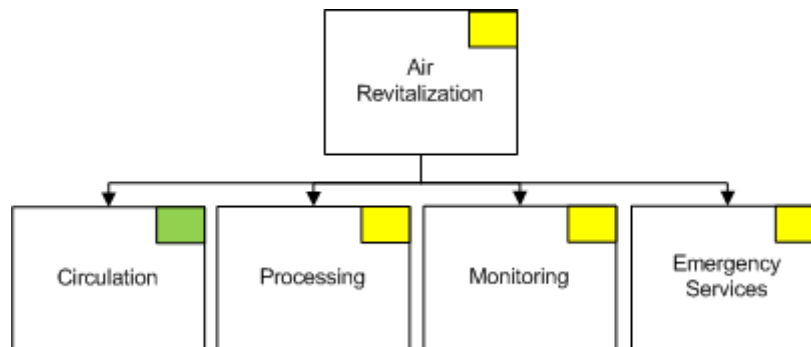 Air
Revitalization
Circulation
Processing
Monitoring
Emergency
Services